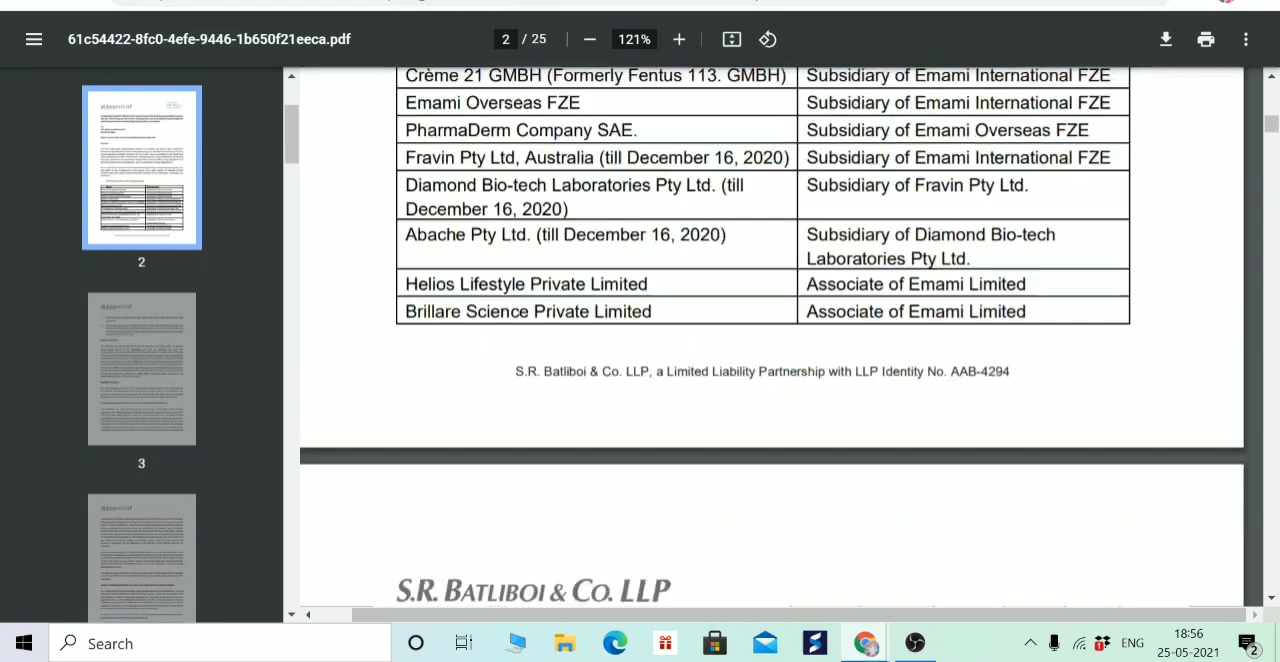 61c54422-8fc0-4efe-9446-1b650f21eeca.pdf
2 / 25
121%
Crème 21 GMBH (Formerly Fentus 113. GMBH) Subsidiary of Emami International FZE
Emami Overseas FZE Subsidiary of Emami International FZE
PharmaDerm Company SAE. Subsidiary of Emami Overseas FZE
Fravin Pty Ltd, Australia (till December 16, 2020) Subsidiary of Emami International FZE
Diamond Bio-tech Laboratories Pty Ltd. (till Subsidiary of Fravin Pty Ltd.
December 16, 2020)
Abache Pty Ltd. (till December 16, 2020) Subsidiary of Diamond Bio-tech
Laboratories Pty Ltd.
Helios Lifestyle Private Limited Associate of Emami Limited
Brillare Science Private Limited Associate of Emami Limited
S.R. Batliboi & Co. LLP, a Limited Liability Partnership with LLP Identity No. AAB-4294
S.R. BATLIBOI & CO. LLP
2
3
Search
ENG
18:56
25-05-2021
2